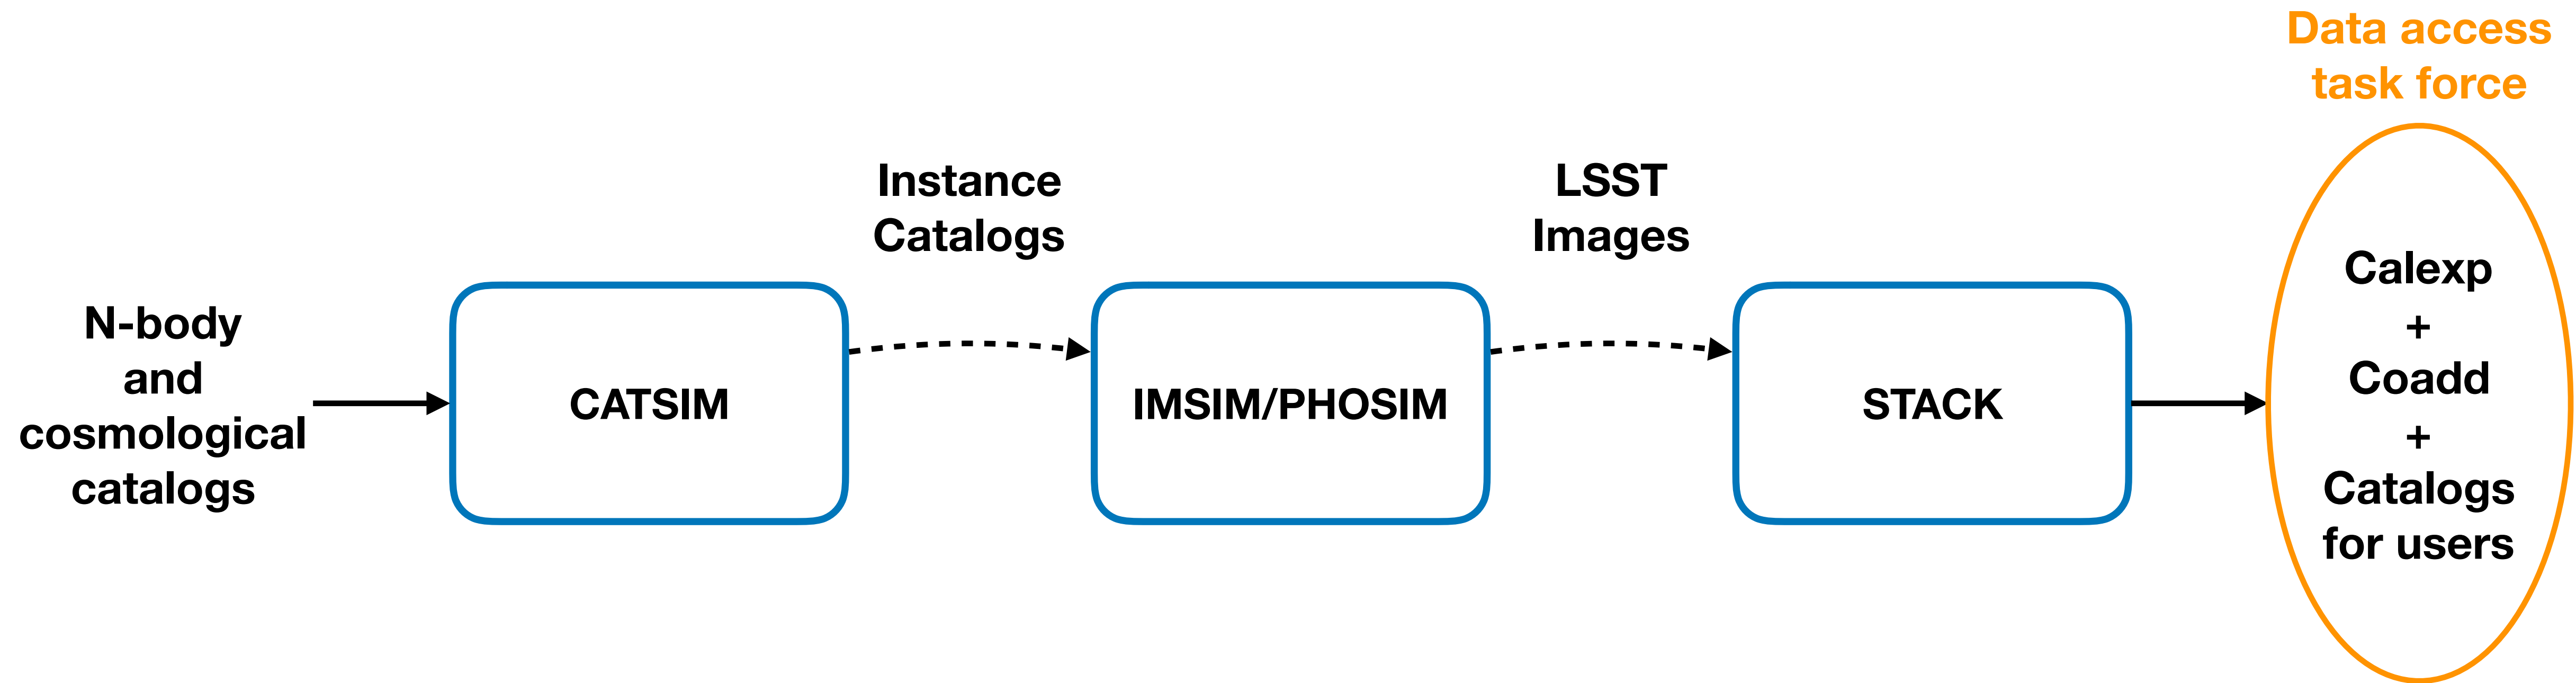 Data access
task force
Instance
Catalogs
LSST
Images
N-body
and
cosmological
catalogs
CATSIM
IMSIM/PHOSIM
STACK
Calexp
+
Coadd
+
Catalogs
for users